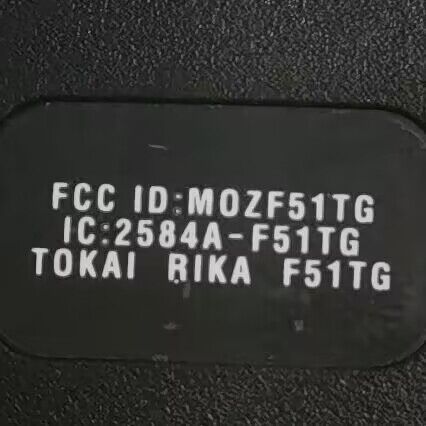 FCC ID:MOZF51TG
IC:2584A-F51TG
TOKAI RIKA F51TG